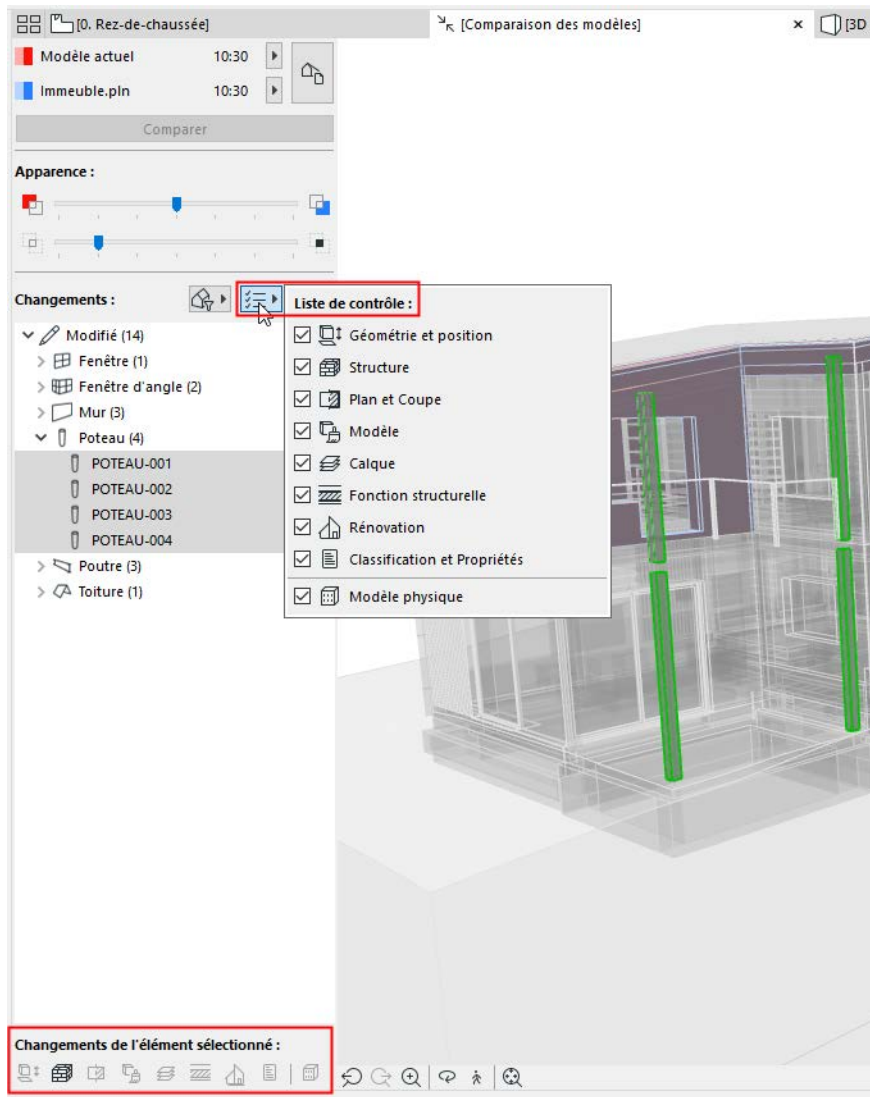 [0. Rez-de-chaussée]
[Comparaison des modèles]
[3D
Modèle actuel 10:30
Immeuble.pln 10:30
Comparer
Apparence :
Changements :
Liste de contrôle :
Géométrie et position
Structure
Plan et Coupe
Modèle
Calque
Fonction structurelle
Rénovation
Classification et Propriétés
Modèle physique
Modifié (14)
Fenêtre (1)
Fenêtre d'angle (2)
Mur (3)
Poteau (4)
POTEAU-001
POTEAU-002
POTEAU-003
POTEAU-004
Poutre (3)
Toiture (1)
Changements de l'élément sélectionné :